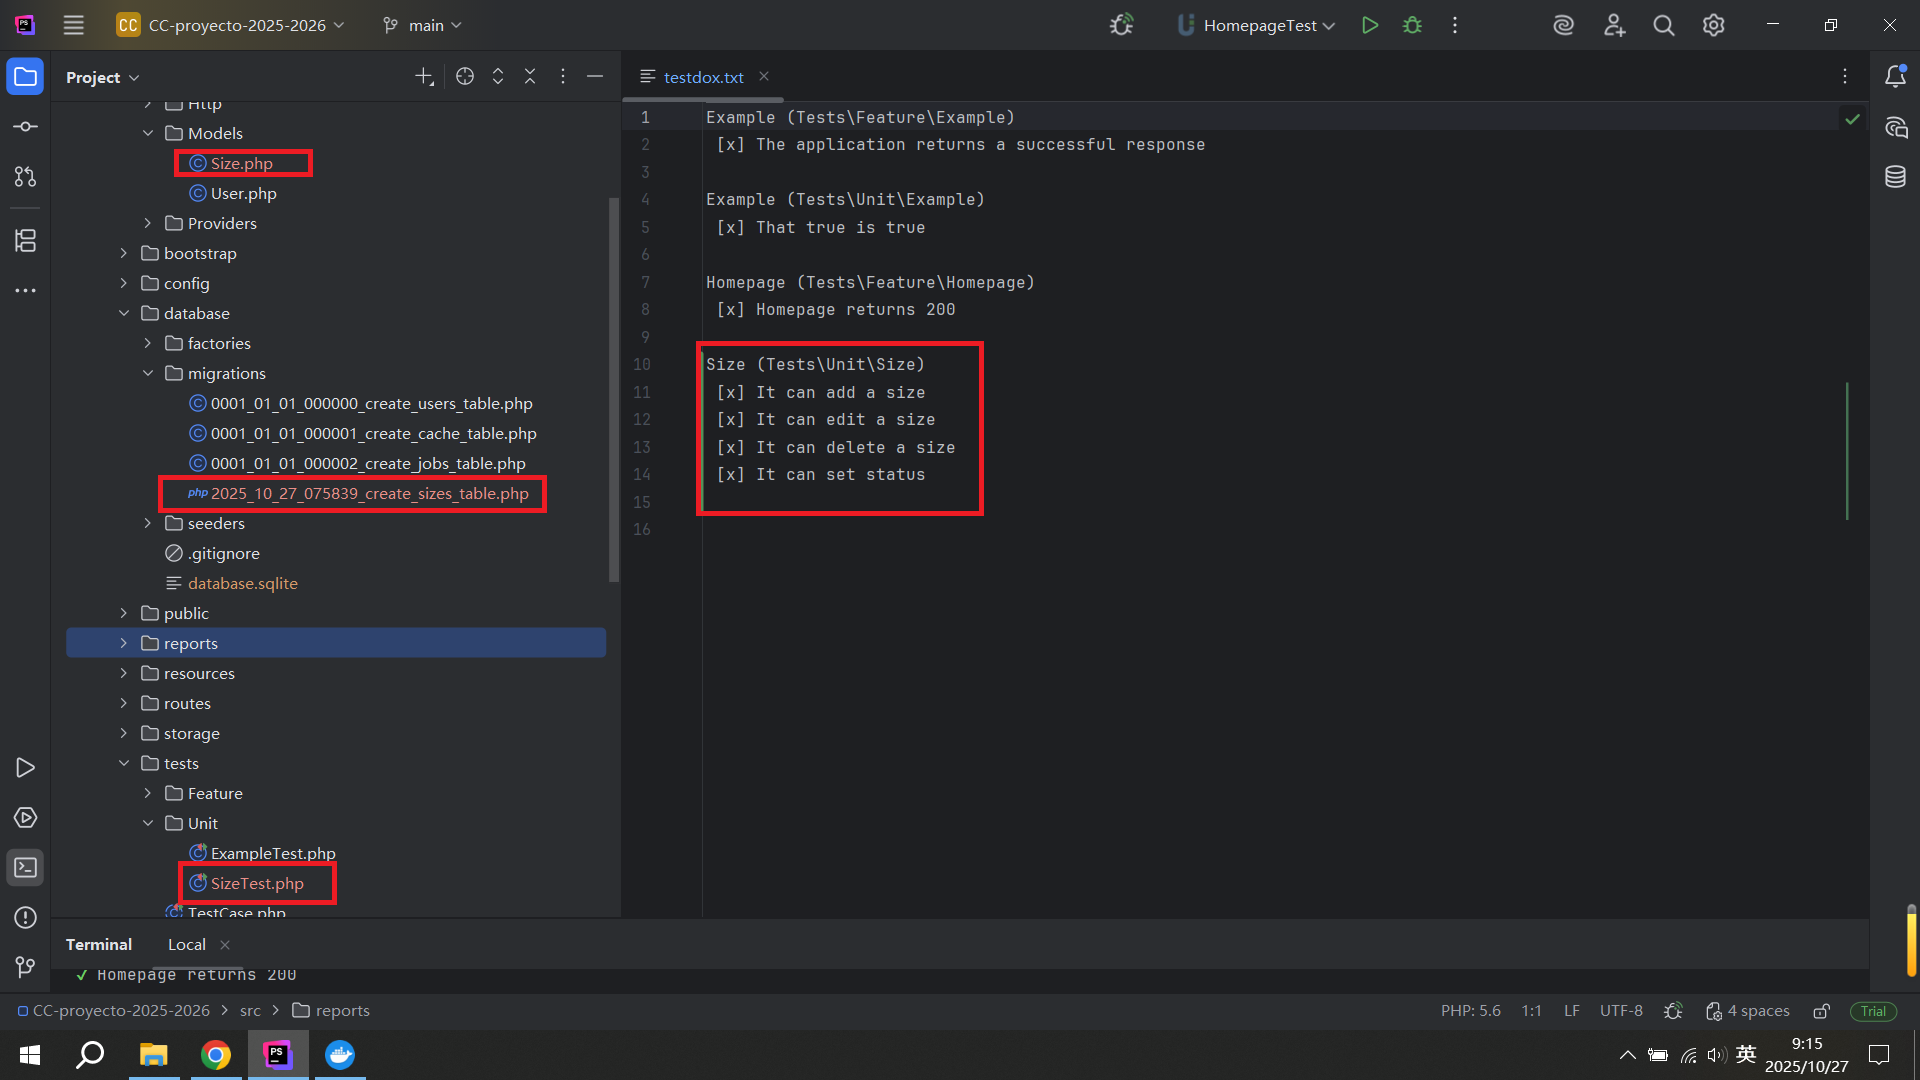 CC CC-proyecto-2025-2026 main HomepageTest
Project
Http
Models
Size.php
User.php
Providers
bootstrap
config
database
factories
migrations
0001_01_01_000000_create_users_table.php
0001_01_01_000001_create_cache_table.php
0001_01_01_000002_create_jobs_table.php
php 2025_10_27_075839_create_sizes_table.php
seeders
.gitignore
database.sqlite
public
reports
resources
routes
storage
tests
Feature
Unit
ExampleTest.php
SizeTest.php
TestCase.php
testdox.txt
1 Example (Tests\Feature\Example)
2 [x] The application returns a successful response
3
4 Example (Tests\Unit\Example)
5 [x] That true is true
6
7 Homepage (Tests\Feature\Homepage)
8 [x] Homepage returns 200
9
10 Size (Tests\Unit\Size)
11 [x] It can add a size
12 [x] It can edit a size
13 [x] It can delete a size
14 [x] It can set status
15
16
Terminal Local
✓ Homepage returns 200
CC-proyecto-2025-2026 > src > reports PHP: 5.6 1:1 LF UTF-8 4 spaces Trial
PS
英
9:15
2025/10/27